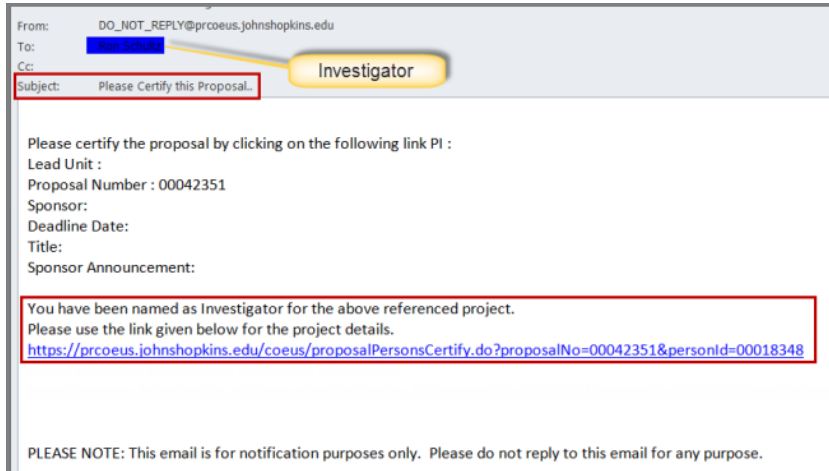 From: DO_NOT_REPLY@prcoeus.johnshopkins.edu
To:
Cc:
Investigator
Subject: Please Certify this Proposal..
Please certify the proposal by clicking on the following link PI :
Lead Unit :
Proposal Number : 00042351
Sponsor:
Deadline Date:
Title:
Sponsor Announcement:
You have been named as Investigator for the above referenced project.
Please use the link given below for the project details.
https://prcoeus.johnshopkins.edu/coeus/proposalPersonsCertify.do?proposalNo=00042351&personId=00018348
PLEASE NOTE: This email is for notification purposes only.  Please do not reply to this email for any purpose.